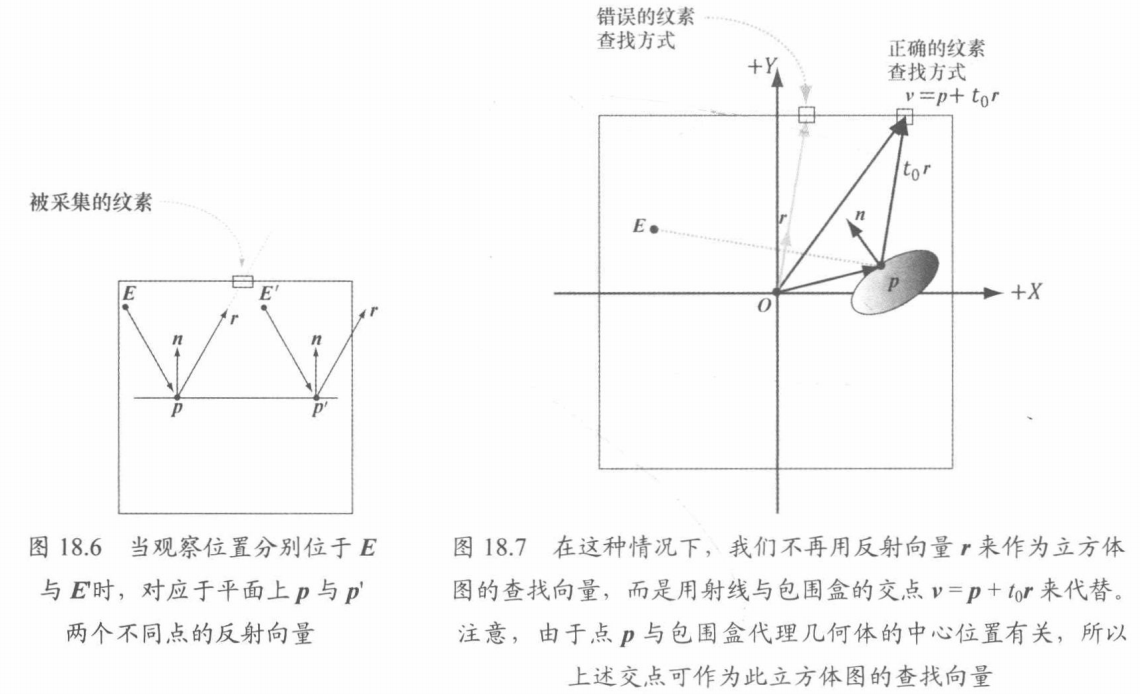 被采集的纹素
E
E'
n
r
n
r
p
p'
图 18.6 当观察位置分别位于 E
与 E'时，对应于平面上 p 与 p'
两个不同点的反射向量
错误的纹素
查找方式
正确的纹素
查找方式
v=p+ t₀r
+Y
t₀r
r
n
E
p
O
+X
图 18.7 在这种情况下，我们不再用反射向量 r 来作为立方体
图的查找向量，而是用射线与包围盒的交点 v = p + t₀r 来代替。
注意，由于点 p 与包围盒代理几何体的中心位置有关，所以
上述交点可作为此立方体图的查找向量